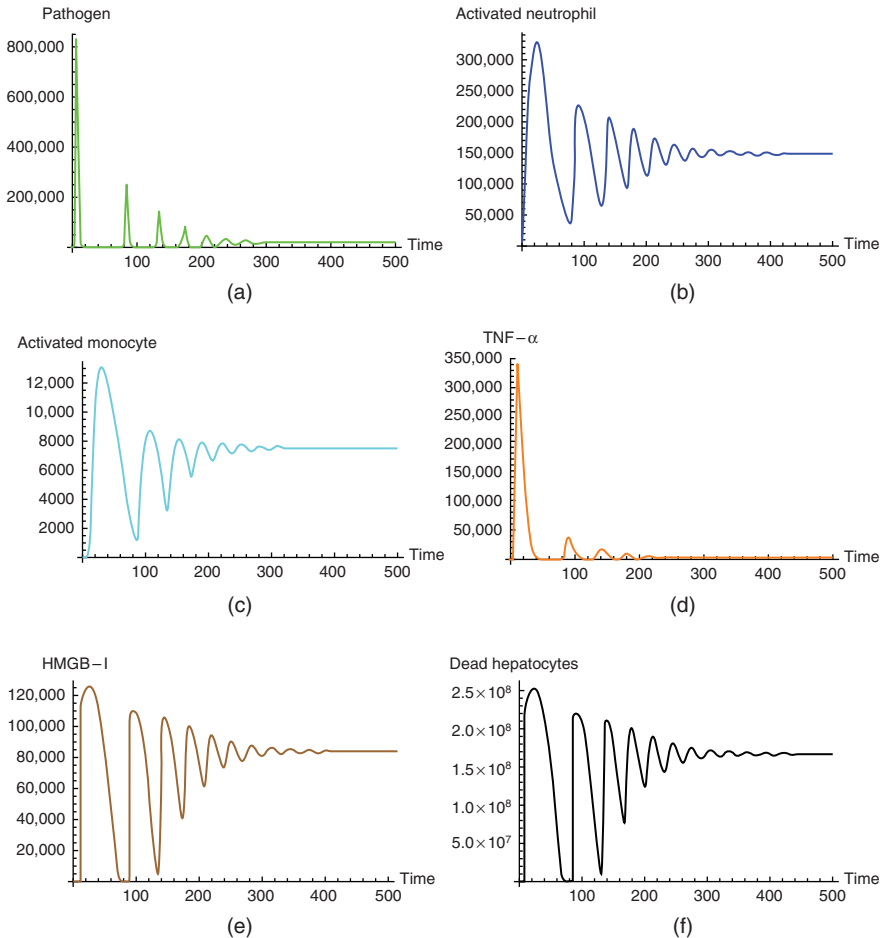 Pathogen
800,000
600,000
400,000
200,000
100 200 300 400 500
Time
(a)
Activated neutrophil
300,000
250,000
200,000
150,000
100,000
50,000
100 200 300 400 500
Time
(b)
Activated monocyte
12,000
10,000
8000
6000
4000
2000
100 200 300 400 500
Time
(c)
TNF−α
350,000
300,000
250,000
200,000
150,000
100,000
50,000
100 200 300 400 500
Time
(d)
HMGB−I
120,000
100,000
80,000
60,000
40,000
20,000
100 200 300 400 500
Time
(e)
Dead hepatocytes
2.5×10⁸
2.0×10⁸
1.5×10⁸
1.0×10⁸
5.0×10⁷
100 200 300 400 500
Time
(f)